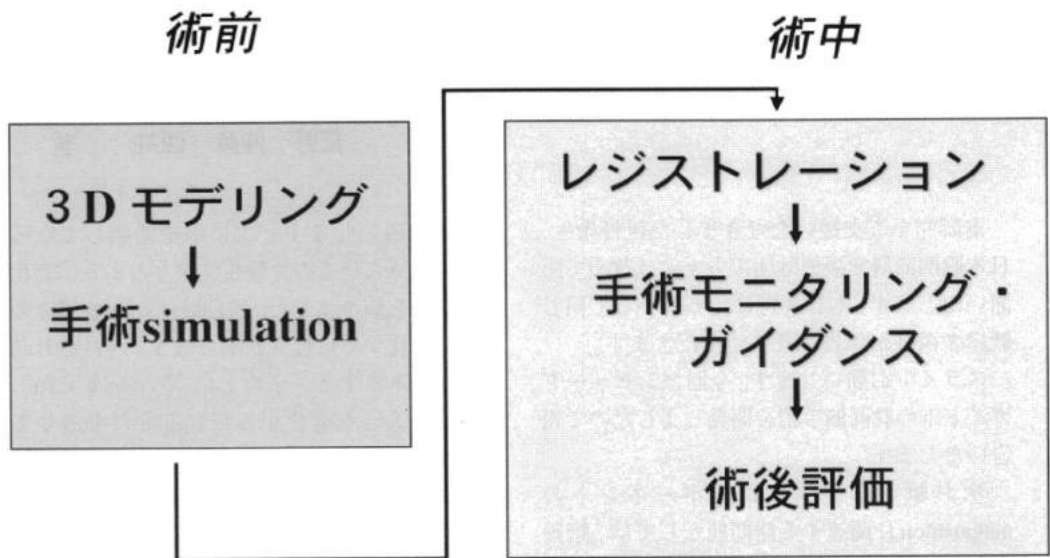 術前
術中
3D モデリング
手術simulation
レジストレーション
手術モニタリング・
ガイダンス
術後評価